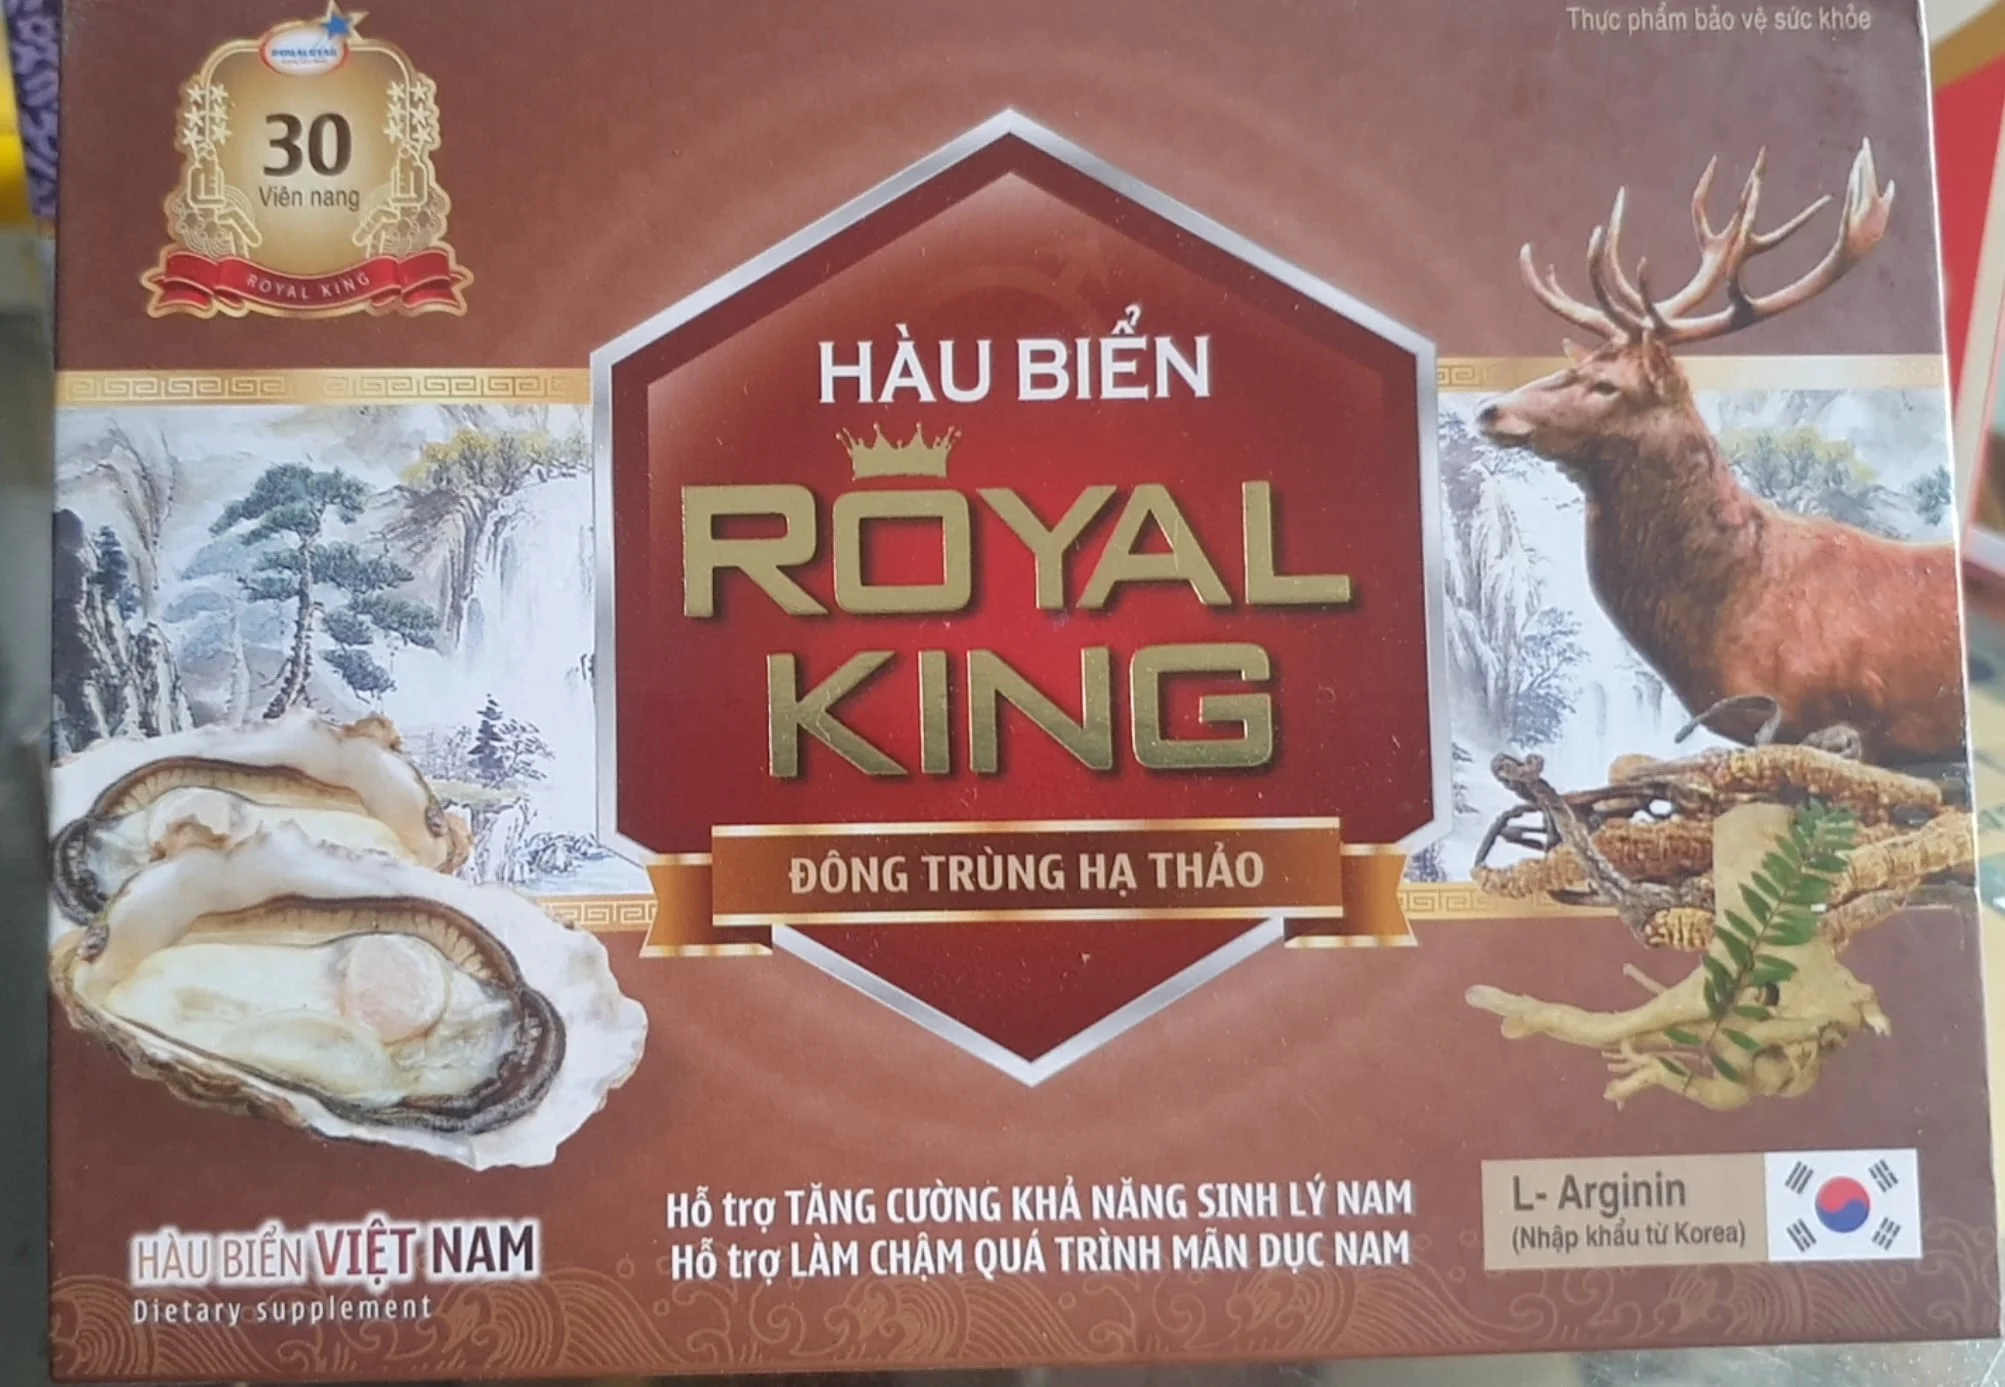 Thực phẩm bảo vệ sức khỏe
30
Viên nang
ROYAL KING
HÀU BIỂN
ROYAL
KING
ĐÔNG TRÙNG HẠ THẢO
Hỗ trợ TĂNG CƯỜNG KHẢ NĂNG SINH LÝ NAM
Hỗ trợ LÀM CHẬM QUÁ TRÌNH MÃN DỤC NAM
HÀU BIỂN VIỆT NAM
Dietary supplement
L- Arginin
(Nhập khẩu từ Korea)